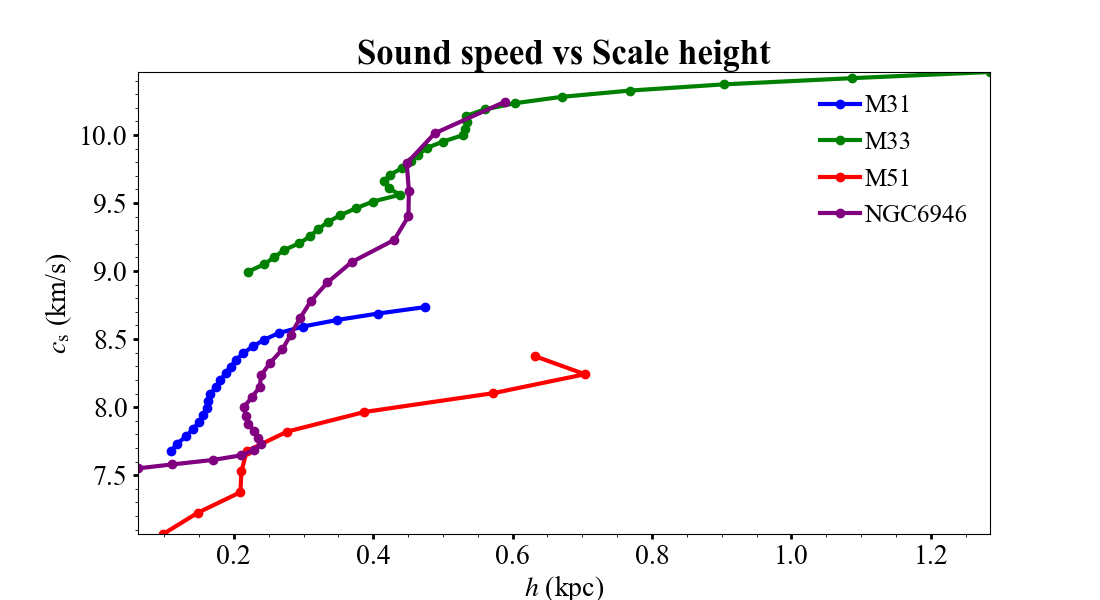 Sound speed vs Scale height
M31
M33
M51
NGC6946
10.0
9.5
9.0
8.5
8.0
7.5
c_s (km/s)
0.2 0.4 0.6 0.8 1.0 1.2
h (kpc)